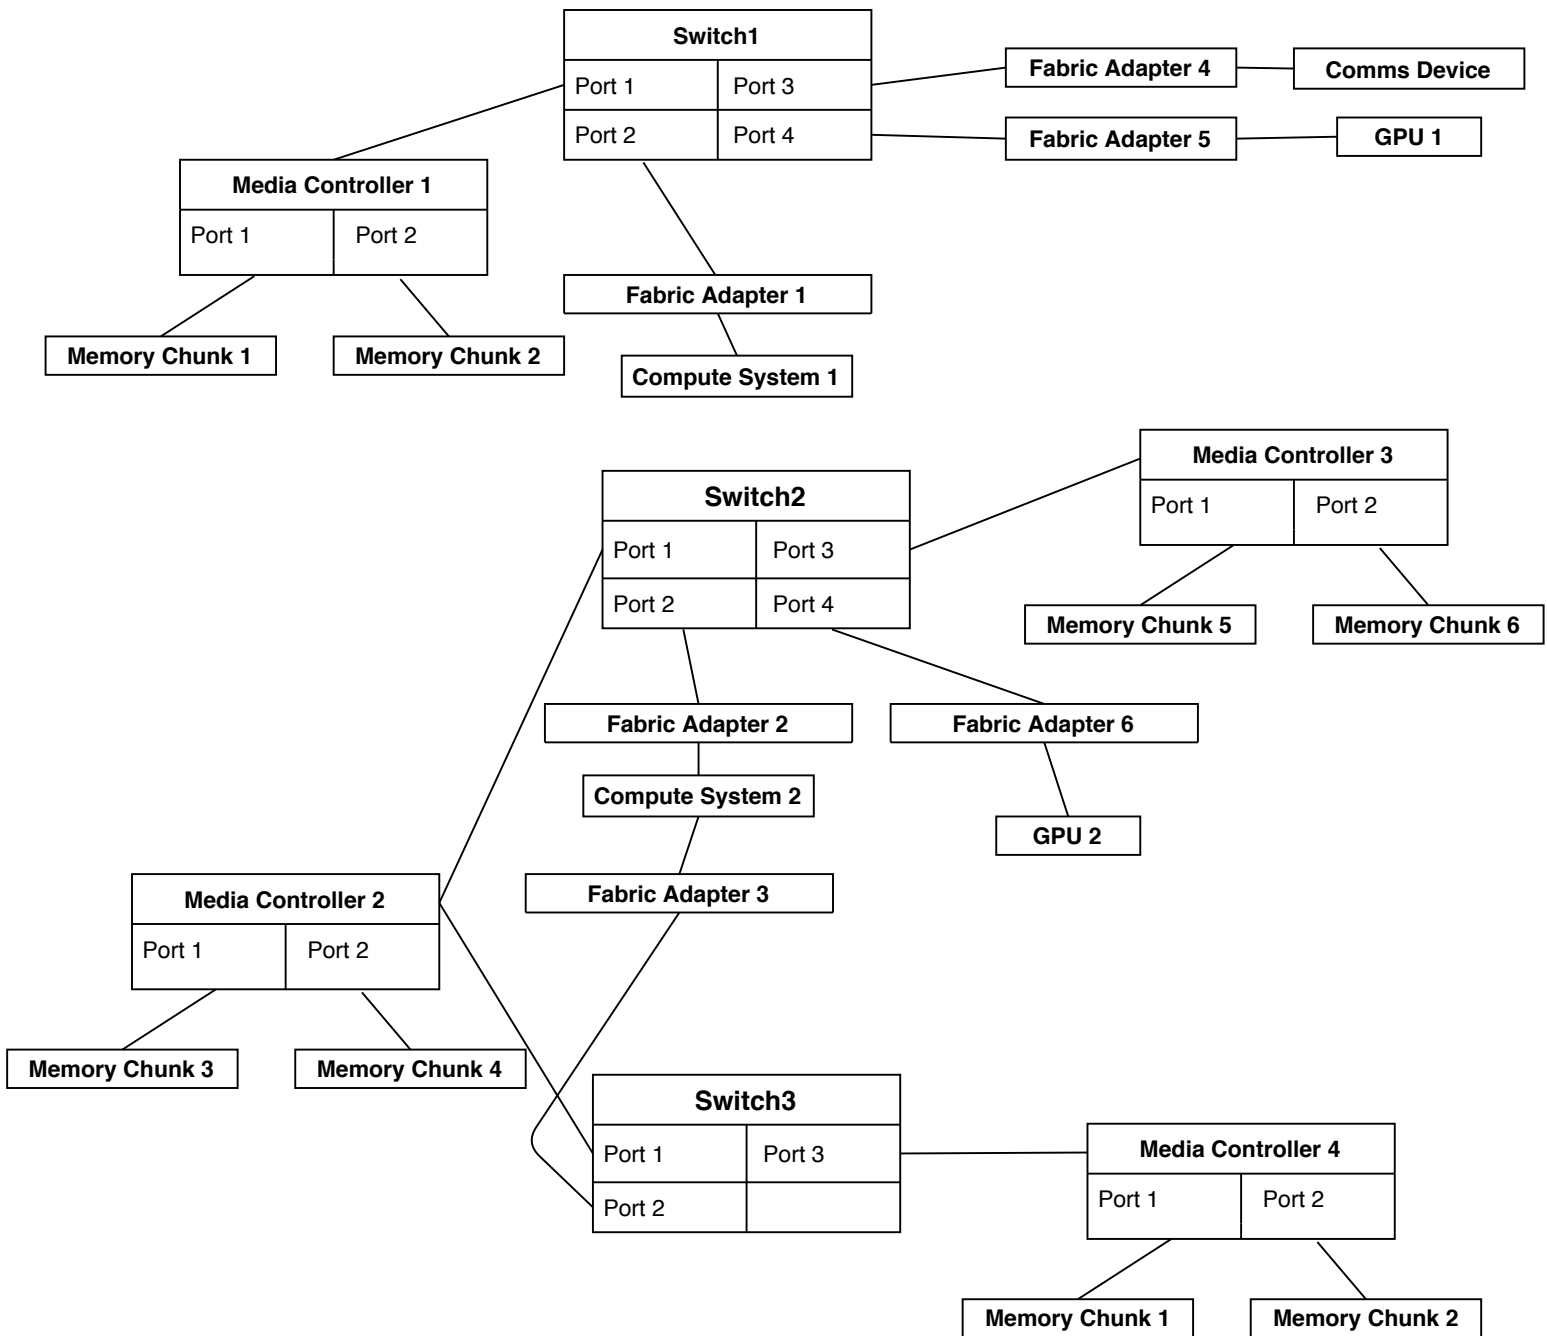 Switch1
Port 1
Port 3
Port 2
Port 4
Fabric Adapter 4
Comms Device
Fabric Adapter 5
GPU 1
Media Controller 1
Port 1
Port 2
Memory Chunk 1
Memory Chunk 2
Fabric Adapter 1
Compute System 1
Switch2
Port 1
Port 3
Port 2
Port 4
Media Controller 3
Port 1
Port 2
Memory Chunk 5
Memory Chunk 6
Fabric Adapter 2
Fabric Adapter 6
Compute System 2
GPU 2
Fabric Adapter 3
Media Controller 2
Port 1
Port 2
Memory Chunk 3
Memory Chunk 4
Switch3
Port 1
Port 3
Port 2
Media Controller 4
Port 1
Port 2
Memory Chunk 1
Memory Chunk 2